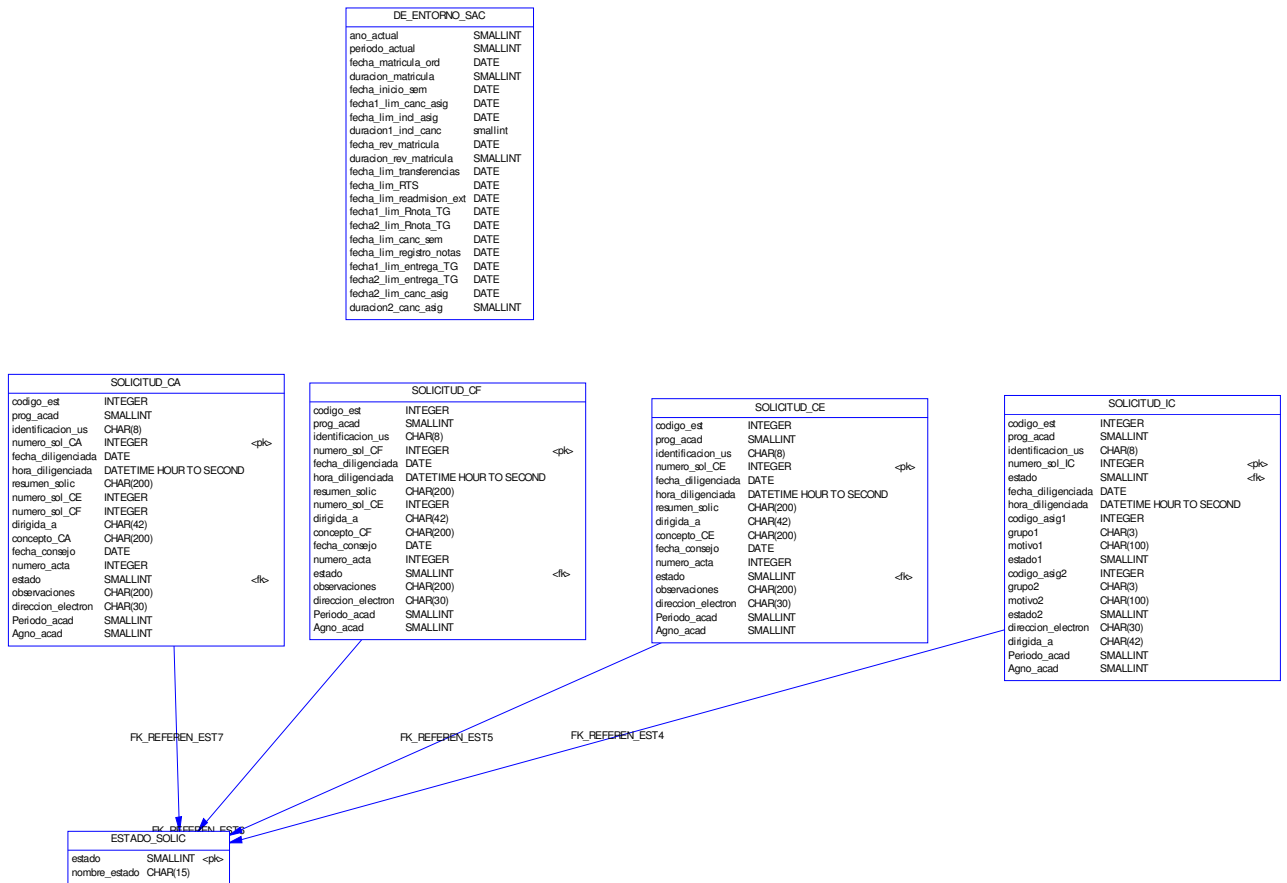 DE_ENTORNO_SAC
ano_actual SMALLINT
periodo_actual SMALLINT
fecha_matricula_ord DATE
duracion_matricula SMALLINT
fecha_inicio_sem DATE
fecha1_lim_canc_asig DATE
fecha_lim_incl_asig DATE
duracion1_incl_canc smallint
fecha_rev_matricula DATE
duracion_rev_matricula SMALLINT
fecha_lim_transferencias DATE
fecha_lim_RTS DATE
fecha_lim_readmision_ext DATE
fecha1_lim_Rnota_TG DATE
fecha2_lim_Rnota_TG DATE
fecha_lim_canc_sem DATE
fecha_lim_registro_notas DATE
fecha1_lim_entrega_TG DATE
fecha2_lim_entrega_TG DATE
fecha2_lim_canc_asig DATE
duracion2_canc_asig SMALLINT
SOLICITUD_CA
codigo_est INTEGER
prog_acad SMALLINT
identificacion_us CHAR(8)
numero_sol_CA INTEGER <pk>
fecha_diligenciada DATE
hora_diligenciada DATETIME HOUR TO SECOND
resumen_solic CHAR(200)
numero_sol_CE INTEGER
numero_sol_CF INTEGER
dirigida_a CHAR(42)
concepto_CA CHAR(200)
fecha_consejo DATE
numero_acta INTEGER
estado SMALLINT <fk>
observaciones CHAR(200)
direccion_electron CHAR(30)
Periodo_acad SMALLINT
Agno_acad SMALLINT
SOLICITUD_CF
codigo_est INTEGER
prog_acad SMALLINT
identificacion_us CHAR(8)
numero_sol_CF INTEGER <pk>
fecha_diligenciada DATE
hora_diligenciada DATETIME HOUR TO SECOND
resumen_solic CHAR(200)
numero_sol_CE INTEGER
dirigida_a CHAR(42)
concepto_CF CHAR(200)
fecha_consejo DATE
numero_acta INTEGER
estado SMALLINT <fk>
observaciones CHAR(200)
direccion_electron CHAR(30)
Periodo_acad SMALLINT
Agno_acad SMALLINT
SOLICITUD_CE
codigo_est INTEGER
prog_acad SMALLINT
identificacion_us CHAR(8)
numero_sol_CE INTEGER <pk>
fecha_diligenciada DATE
hora_diligenciada DATETIME HOUR TO SECOND
resumen_solic CHAR(200)
dirigida_a CHAR(42)
concepto_CE CHAR(200)
fecha_consejo DATE
numero_acta INTEGER
estado SMALLINT <fk>
observaciones CHAR(200)
direccion_electron CHAR(30)
Periodo_acad SMALLINT
Agno_acad SMALLINT
SOLICITUD_IC
codigo_est INTEGER
prog_acad SMALLINT
identificacion_us CHAR(8)
numero_sol_IC INTEGER <pk>
estado SMALLINT <fk>
fecha_diligenciada DATE
hora_diligenciada DATETIME HOUR TO SECOND
codigo_asig1 INTEGER
grupo1 CHAR(3)
motivo1 CHAR(100)
estado1 SMALLINT
codigo_asig2 INTEGER
grupo2 CHAR(3)
motivo2 CHAR(100)
estado2 SMALLINT
direccion_electron CHAR(30)
dirigida_a CHAR(42)
Periodo_acad SMALLINT
Agno_acad SMALLINT
FK_REFEREN_EST7
FK_REFEREN_EST5
FK_REFEREN_EST4
ESTADO_SOLIC
estado SMALLINT <pk>
nombre_estado CHAR(15)